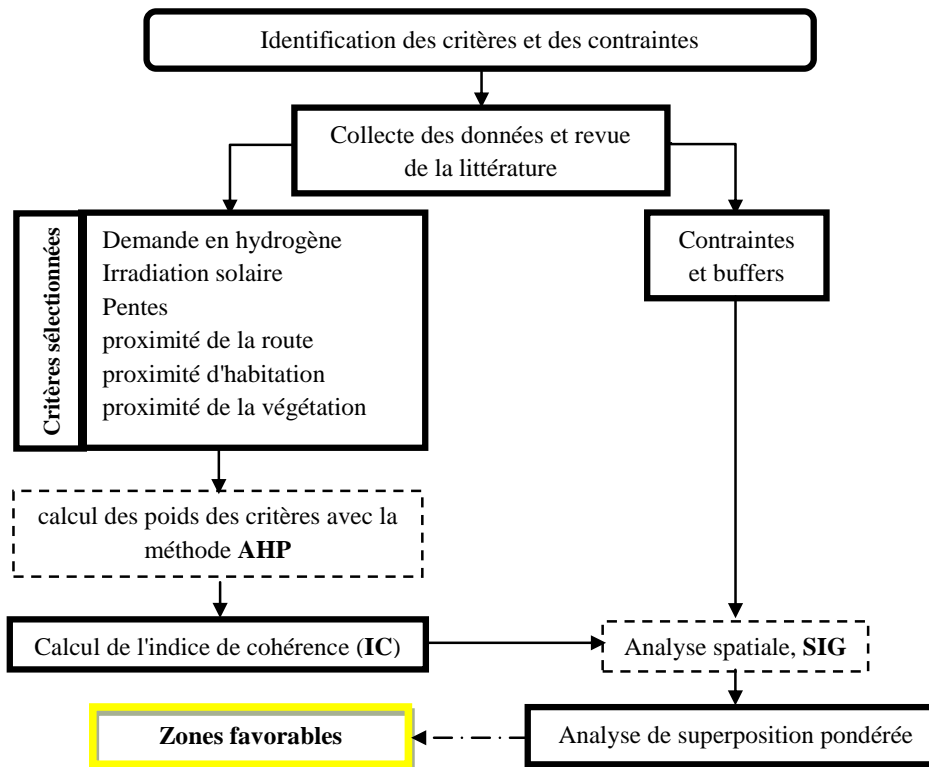 Identification des critères et des contraintes
Collecte des données et revue
de la littérature
Critères sélectionnées
Demande en hydrogène
Irradiation solaire
Pentes
proximité de la route
proximité d'habitation
proximité de la végétation
Contraintes
et buffers
calcul des poids des critères avec la
méthode AHP
Calcul de l'indice de cohérence (IC)
Analyse spatiale, SIG
Zones favorables
Analyse de superposition pondérée